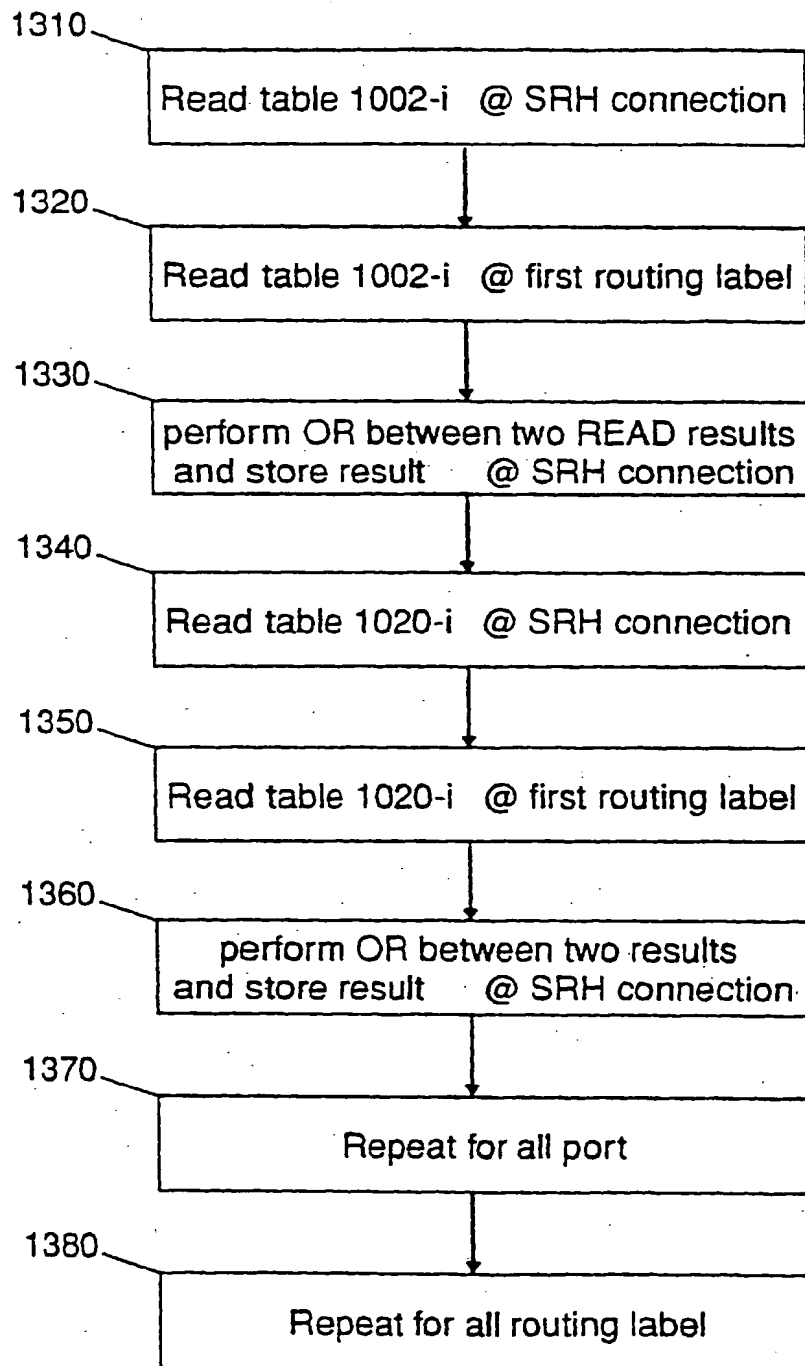 1310
Read table 1002-i @ SRH connection
1320
Read table 1002-i @ first routing label
1330
perform OR between two READ results
and store result @ SRH connection
1340
Read table 1020-i @ SRH connection
1350
Read table 1020-i @ first routing label
1360
perform OR between two results
and store result @ SRH connection
1370
Repeat for all port
1380
Repeat for all routing label